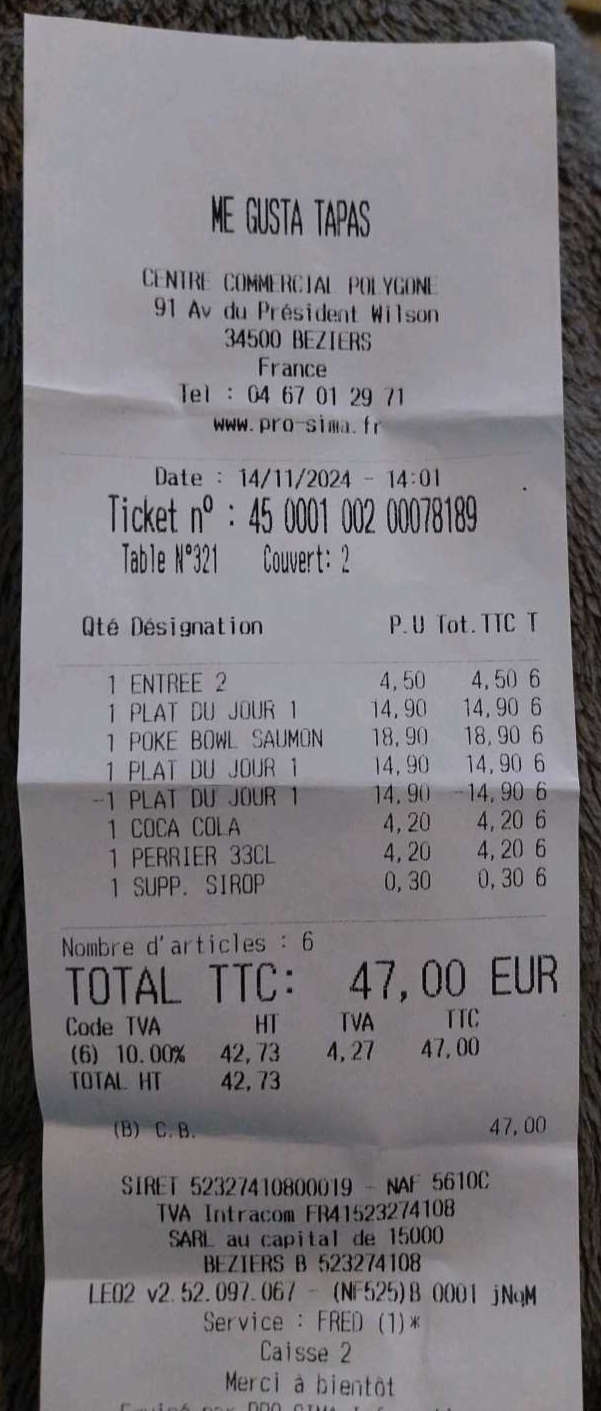 ME GUSTA TAPAS
CENTRE COMMERCIAL POLYGONE
91 Av du Président Wilson
34500 BEZIERS
France
Tel : 04 67 01 29 71
www.pro-sima.fr
Date : 14/11/2024 - 14:01
Ticket nº : 45 0001 002 00078189
Table N°321 Couvert: 2
Qté Désignation P.U Tot.TTC T
1 ENTREE 2 4,50 4,50 6
1 PLAT DU JOUR 1 14,90 14,90 6
1 POKE BOWL SAUMON 18,90 18,90 6
1 PLAT DU JOUR 1 14,90 14,90 6
-1 PLAT DU JOUR 1 14,90 -14,90 6
1 COCA COLA 4,20 4,20 6
1 PERRIER 33CL 4,20 4,20 6
1 SUPP. SIROP 0,30 0,30 6
Nombre d'articles : 6
TOTAL TTC: 47,00 EUR
Code TVA HT TVA TTC
(6) 10.00% 42,73 4,27 47,00
TOTAL HT 42,73
(B) C.B. 47,00
SIRET 52327410800019 - NAF 5610C
TVA Intracom FR41523274108
SARL au capital de 15000
BEZIERS B 523274108
LEO2 v2.52.097.067 - (NF525)B 0001 jNqM
Service : FRED (1)*
Caisse 2
Merci à bientôt